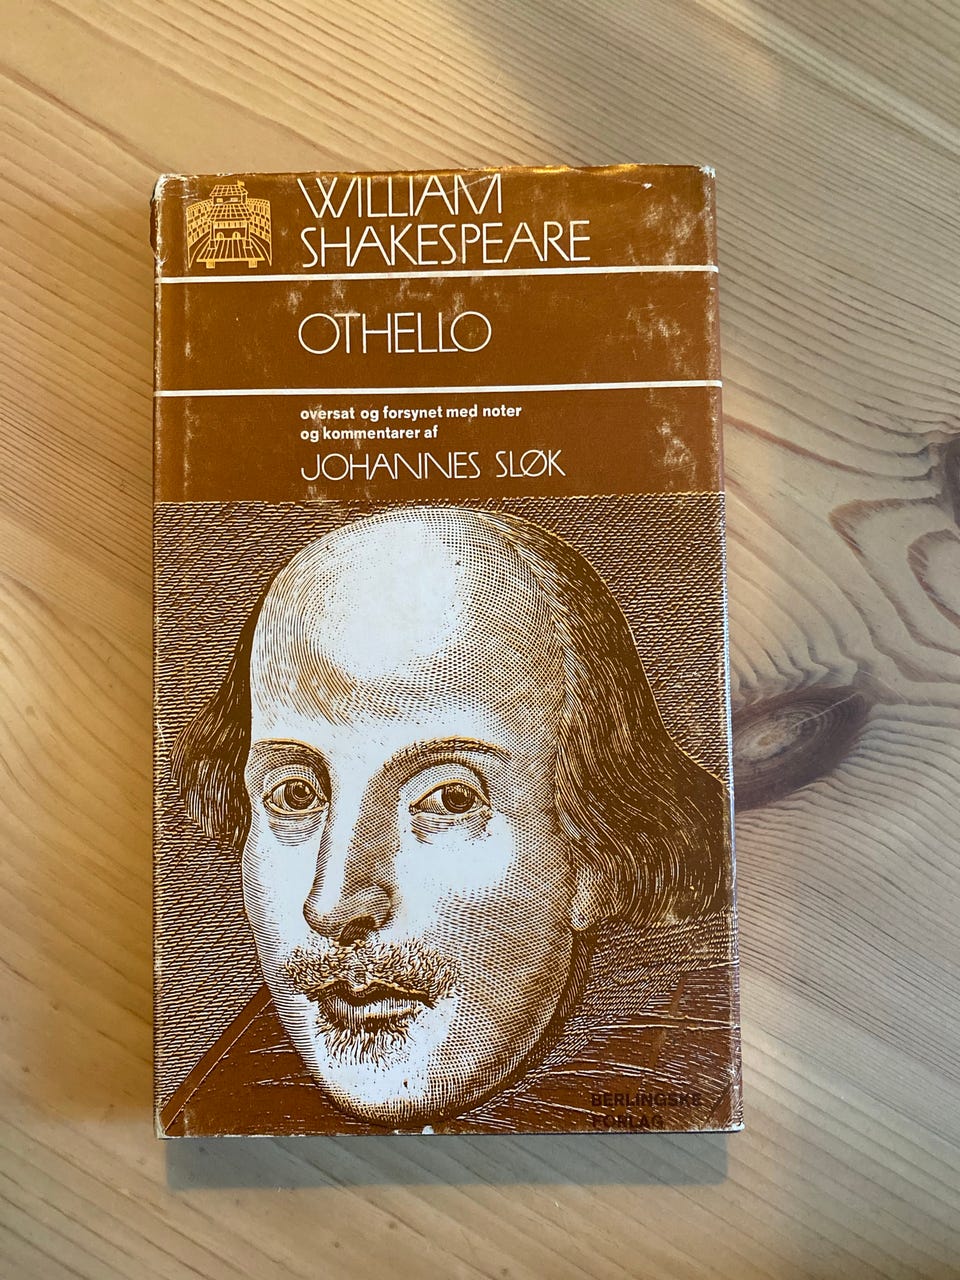 WILLIAM
SHAKESPEARE
OTHELLO
oversat og forsynet med noter
og kommentarer af
JOHANNES SLØK
BERLINGSKE
FORLAG